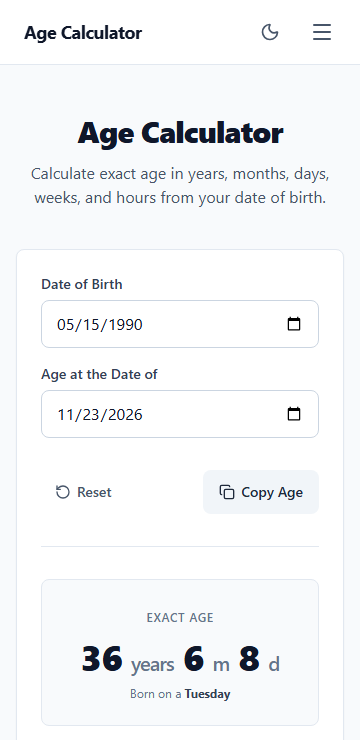 Age Calculator
Age Calculator
Calculate exact age in years, months, days,
weeks, and hours from your date of birth.
Date of Birth
05/15/1990
Age at the Date of
11/23/2026
Reset
Copy Age
EXACT AGE
36 years 6 m 8 d
Born on a Tuesday